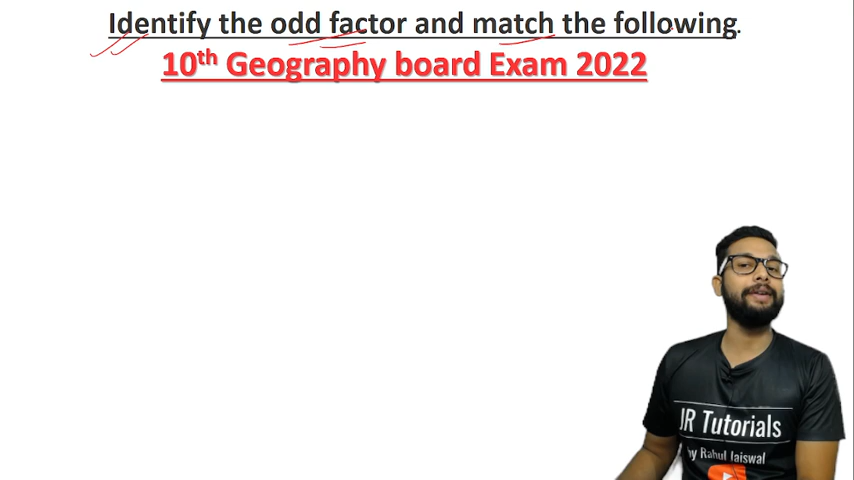 Identify the odd factor and match the following.
10th Geography board Exam 2022
JR Tutorials
by Rahul Jaiswal